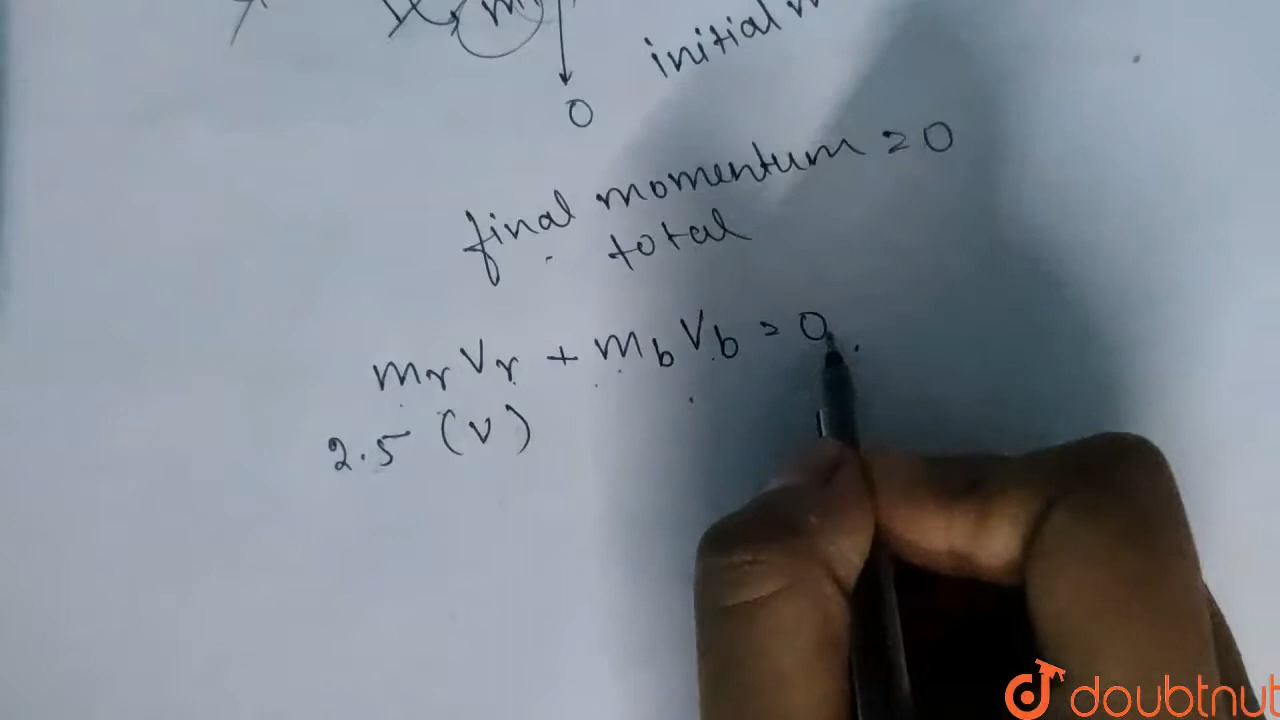 initial
0
final momentum = 0
total
mr Vr + mb Vb = 0
2.5 (v)
doubtnut